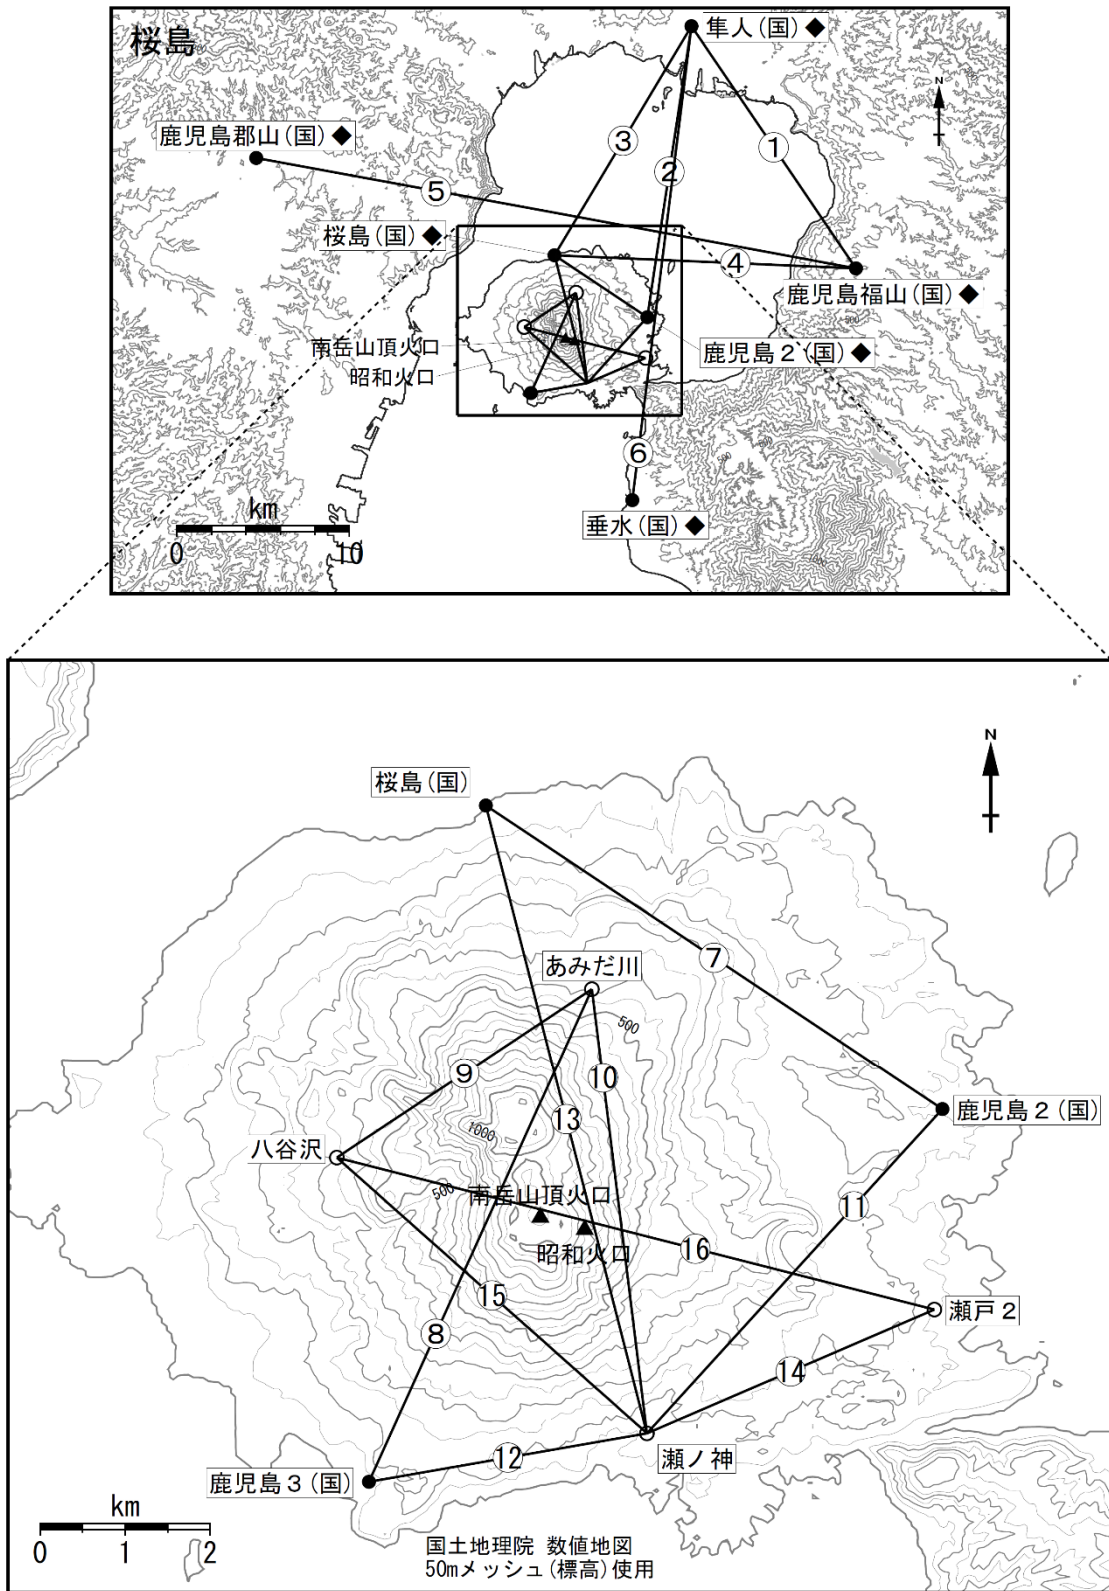 桜島
隼人(国)◆
N
鹿児島郡山(国)◆
③
①
②
⑤
桜島(国)◆
④
鹿児島福山(国)◆
500
南岳山頂火口
鹿児島2(国)◆
昭和火口
⑥
500
500
km
0 10
垂水(国)◆
1000
N
桜島(国)
⑦
あみだ川
500
⑨
⑩
鹿児島2(国)
1000
⑬
八谷沢
500
南岳山頂火口
⑪
昭和火口
⑯
⑮
瀬戸2
⑧
⑭
瀬ノ神
⑫
鹿児島3(国)
km
0 1 2
国土地理院 数値地図
50mメッシュ(標高)使用